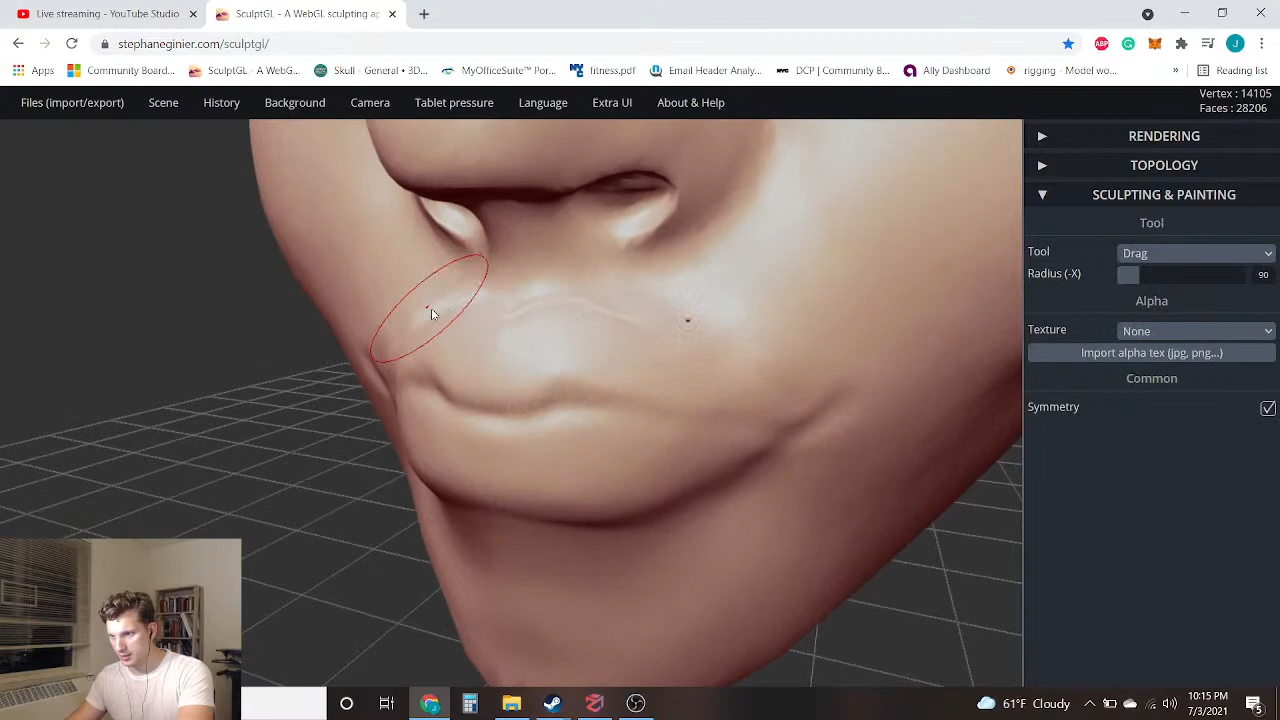 Live streaming - YouTube Studio
SculptGL - A WebGL sculpting ap
stephaneginier.com/sculptgl/
ABP
J
Apps
Community Board...
SculptGL - A WebG...
Skull - General • 3D...
MyOfficeSuite™ Por...
fitness.pdf
Email Header Analy...
DCP | Community B...
Ally Dashboard
rigging - Model wo...
»
Reading list
Files (import/export)
Scene
History
Background
Camera
Tablet pressure
Language
Extra UI
About & Help
Vertex : 14105
Faces : 28206
RENDERING
TOPOLOGY
SCULPTING & PAINTING
Tool
Tool
Drag
Radius (-X)
90
Alpha
Texture
None
Import alpha tex (jpg, png...)
Common
Symmetry
61°F Cloudy
10:15 PM
7/3/2021